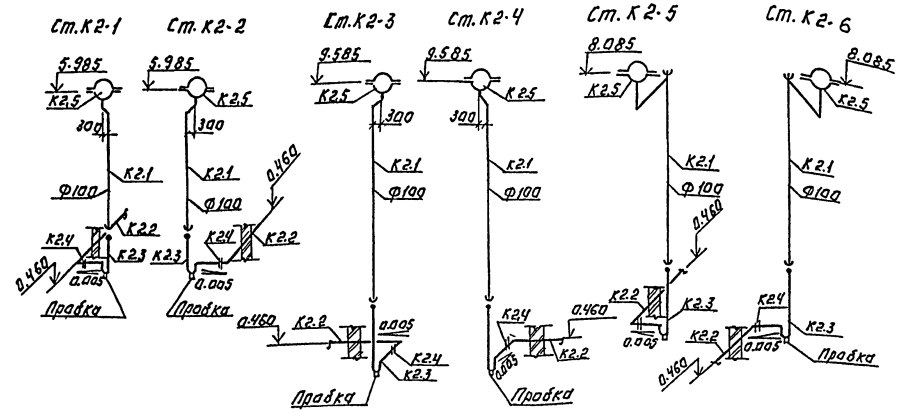 Ст.К2-1
5.985
К2.5
300
К2.1
Ф100
К2.2
К2.4
К2.3
0.460
0.005
Пробка
Ст.К2-2
5.985
К2.5
300
К2.1
0.460
Ф100
К2.4
К2.2
К2.3
0.005
Пробка
Ст.К2-3
9.585
К2.5
300
К2.1
Ф100
0.460
К2.2
0.005
К2.4
К2.3
Пробка
Ст.К2-4
9.585
К2.5
300
К2.1
Ф100
К2.4
0.460
К2.2
0.005
Пробка
Ст.К2-5
8.085
К2.5
К2.1
Ф100
0.460
К2.2
К2.3
0.005
Ст.К2-6
8.085
К2.5
К2.1
Ф100
К2.4
К2.3
К2.2
0.005
0.460
Пробка